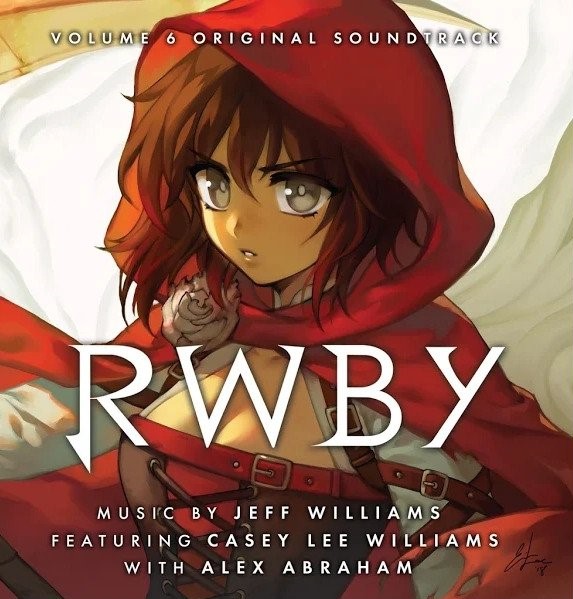 VOLUME 6 ORIGINAL SOUNDTRACK
RWBY
MUSIC BY JEFF WILLIAMS
FEATURING CASEY LEE WILLIAMS
WITH ALEX ABRAHAM